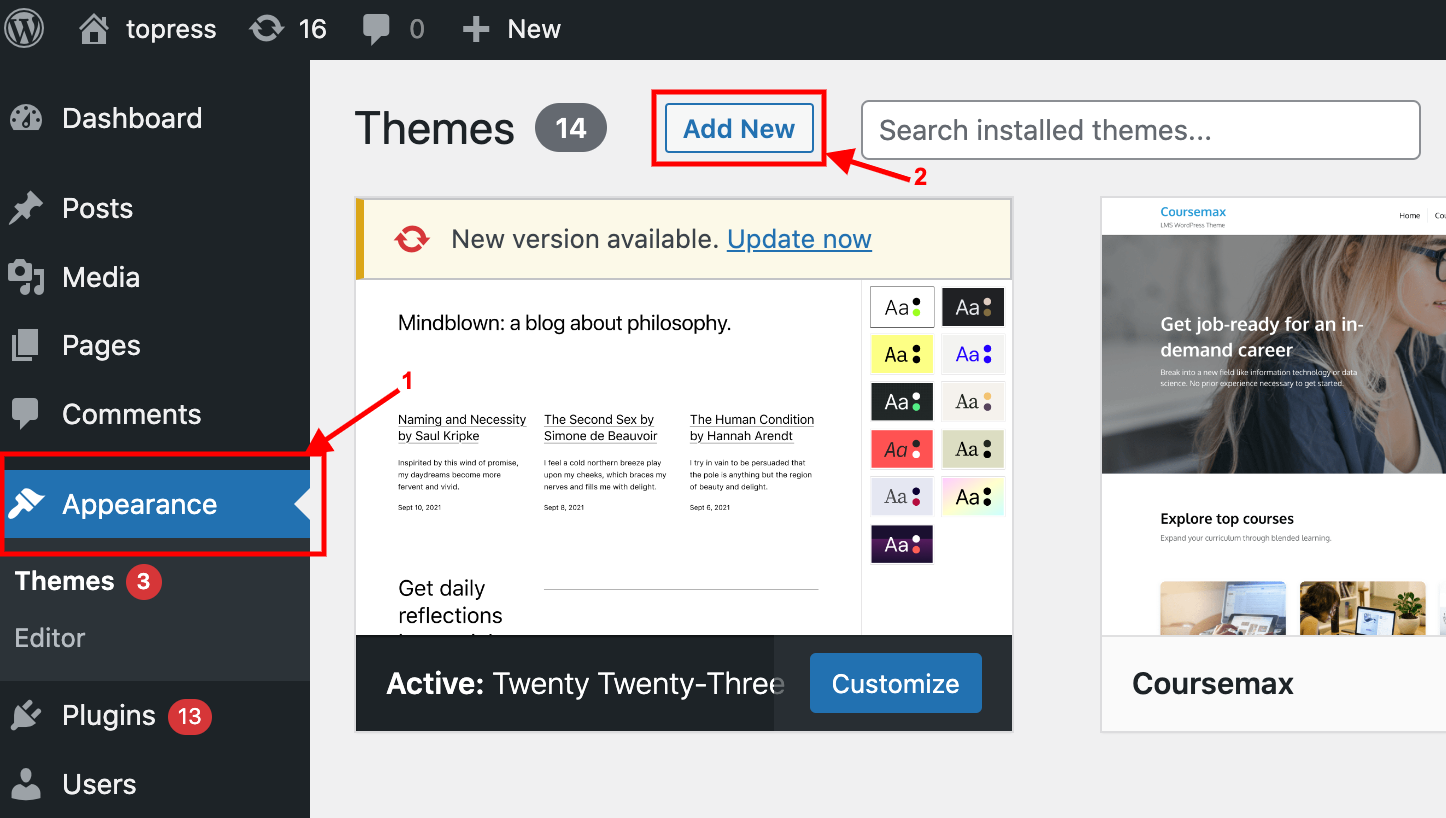 topress 16 0 New
Dashboard
Posts
Media
Pages
Comments
Appearance
Themes 3
Editor
Plugins 13
Users
1
Themes 14 Add New Search installed themes...
2
New version available. Update now
Mindblown: a blog about philosophy.
Naming and Necessity
by Saul Kripke
Inspirited by this wind of promise,
my daydreams become more
fervent and vivid.
Sept 10, 2021
The Second Sex by
Simone de Beauvoir
I feel a cold northern breeze play
upon my cheeks, which braces my
nerves and fills me with delight.
Sept 8, 2021
The Human Condition
by Hannah Arendt
I try in vain to be persuaded that
the pole is anything but the region
of beauty and delight.
Sept 6, 2021
Get daily
reflections
Aa Aa
Aa Aa
Aa Aa
Aa Aa
Aa Aa
Aa
Active: Twenty Twenty-Three Customize
Coursemax
LMS WordPress Theme
Home Cou
Get job-ready for an in-
demand career
Break into a new field like information technology or data
science. No prior experience necessary to get started.
Explore top courses
Expand your curriculum through blended learning.
Coursemax